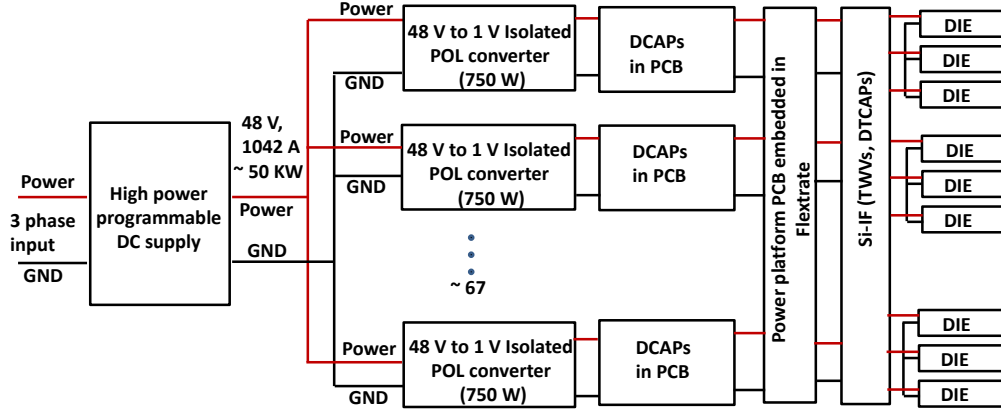 Power
48 V to 1 V Isolated
POL converter
(750 W)
GND
DCAPs
in PCB
DIE
DIE
DIE
48 V,
1042 A
~ 50 KW
Power
GND
48 V to 1 V Isolated
POL converter
(750 W)
DCAPs
in PCB
DIE
DIE
DIE
Power
3 phase
input
GND
High power
programmable
DC supply
Power
GND
~ 67
Power platform PCB embedded in
Flextrate
Si-IF (TWVs, DTCAPs)
Power
48 V to 1 V Isolated
POL converter
(750 W)
GND
DCAPs
in PCB
DIE
DIE
DIE